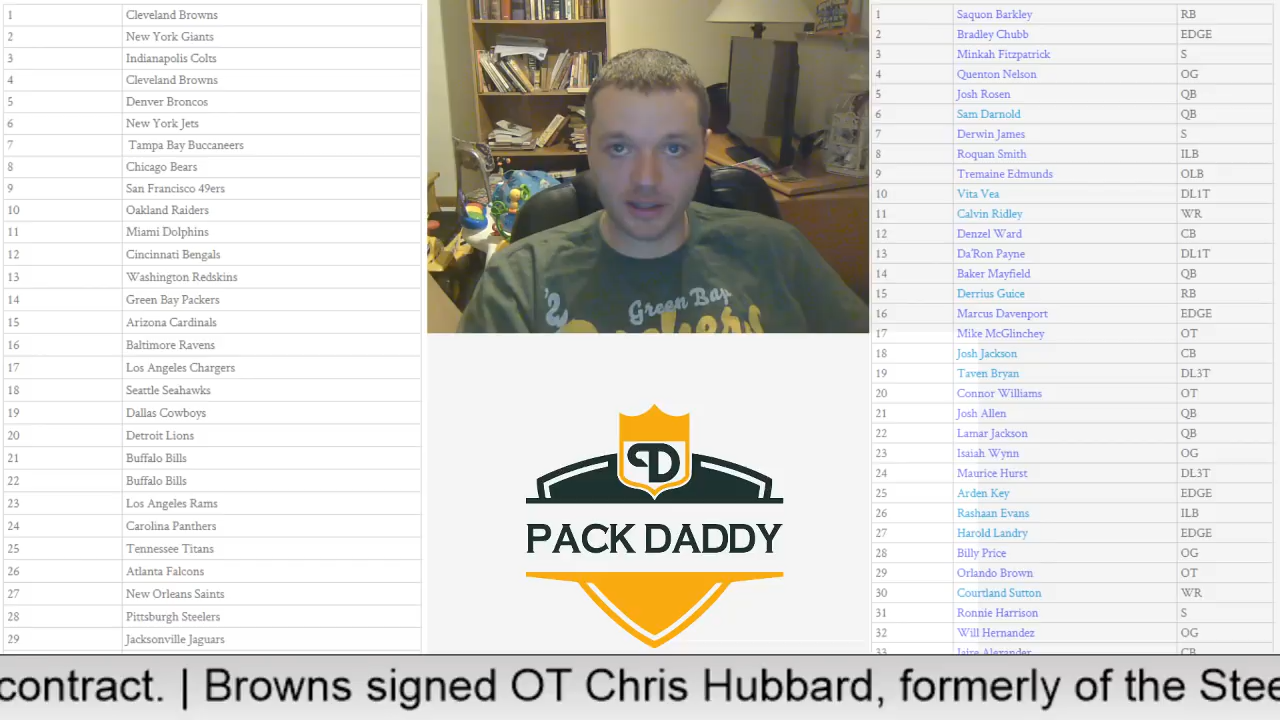 1 Cleveland Browns
2 New York Giants
3 Indianapolis Colts
4 Cleveland Browns
5 Denver Broncos
6 New York Jets
7 Tampa Bay Buccaneers
8 Chicago Bears
9 San Francisco 49ers
10 Oakland Raiders
11 Miami Dolphins
12 Cincinnati Bengals
13 Washington Redskins
14 Green Bay Packers
15 Arizona Cardinals
16 Baltimore Ravens
17 Los Angeles Chargers
18 Seattle Seahawks
19 Dallas Cowboys
20 Detroit Lions
21 Buffalo Bills
22 Buffalo Bills
23 Los Angeles Rams
24 Carolina Panthers
25 Tennessee Titans
26 Atlanta Falcons
27 New Orleans Saints
28 Pittsburgh Steelers
29 Jacksonville Jaguars
Green Bay
Packers
PD
PACK DADDY
1 Saquon Barkley RB
2 Bradley Chubb EDGE
3 Minkah Fitzpatrick S
4 Quenton Nelson OG
5 Josh Rosen QB
6 Sam Darnold QB
7 Derwin James S
8 Roquan Smith ILB
9 Tremaine Edmunds OLB
10 Vita Vea DL1T
11 Calvin Ridley WR
12 Denzel Ward CB
13 Da'Ron Payne DL1T
14 Baker Mayfield QB
15 Derrius Guice RB
16 Marcus Davenport EDGE
17 Mike McGlinchey OT
18 Josh Jackson CB
19 Taven Bryan DL3T
20 Connor Williams OT
21 Josh Allen QB
22 Lamar Jackson QB
23 Isaiah Wynn OG
24 Maurice Hurst DL3T
25 Arden Key EDGE
26 Rashaan Evans ILB
27 Harold Landry EDGE
28 Billy Price OG
29 Orlando Brown OT
30 Courtland Sutton WR
31 Ronnie Harrison S
32 Will Hernandez OG
33 Jaire Alexander CB
contract. | Browns signed OT Chris Hubbard, formerly of the Stee